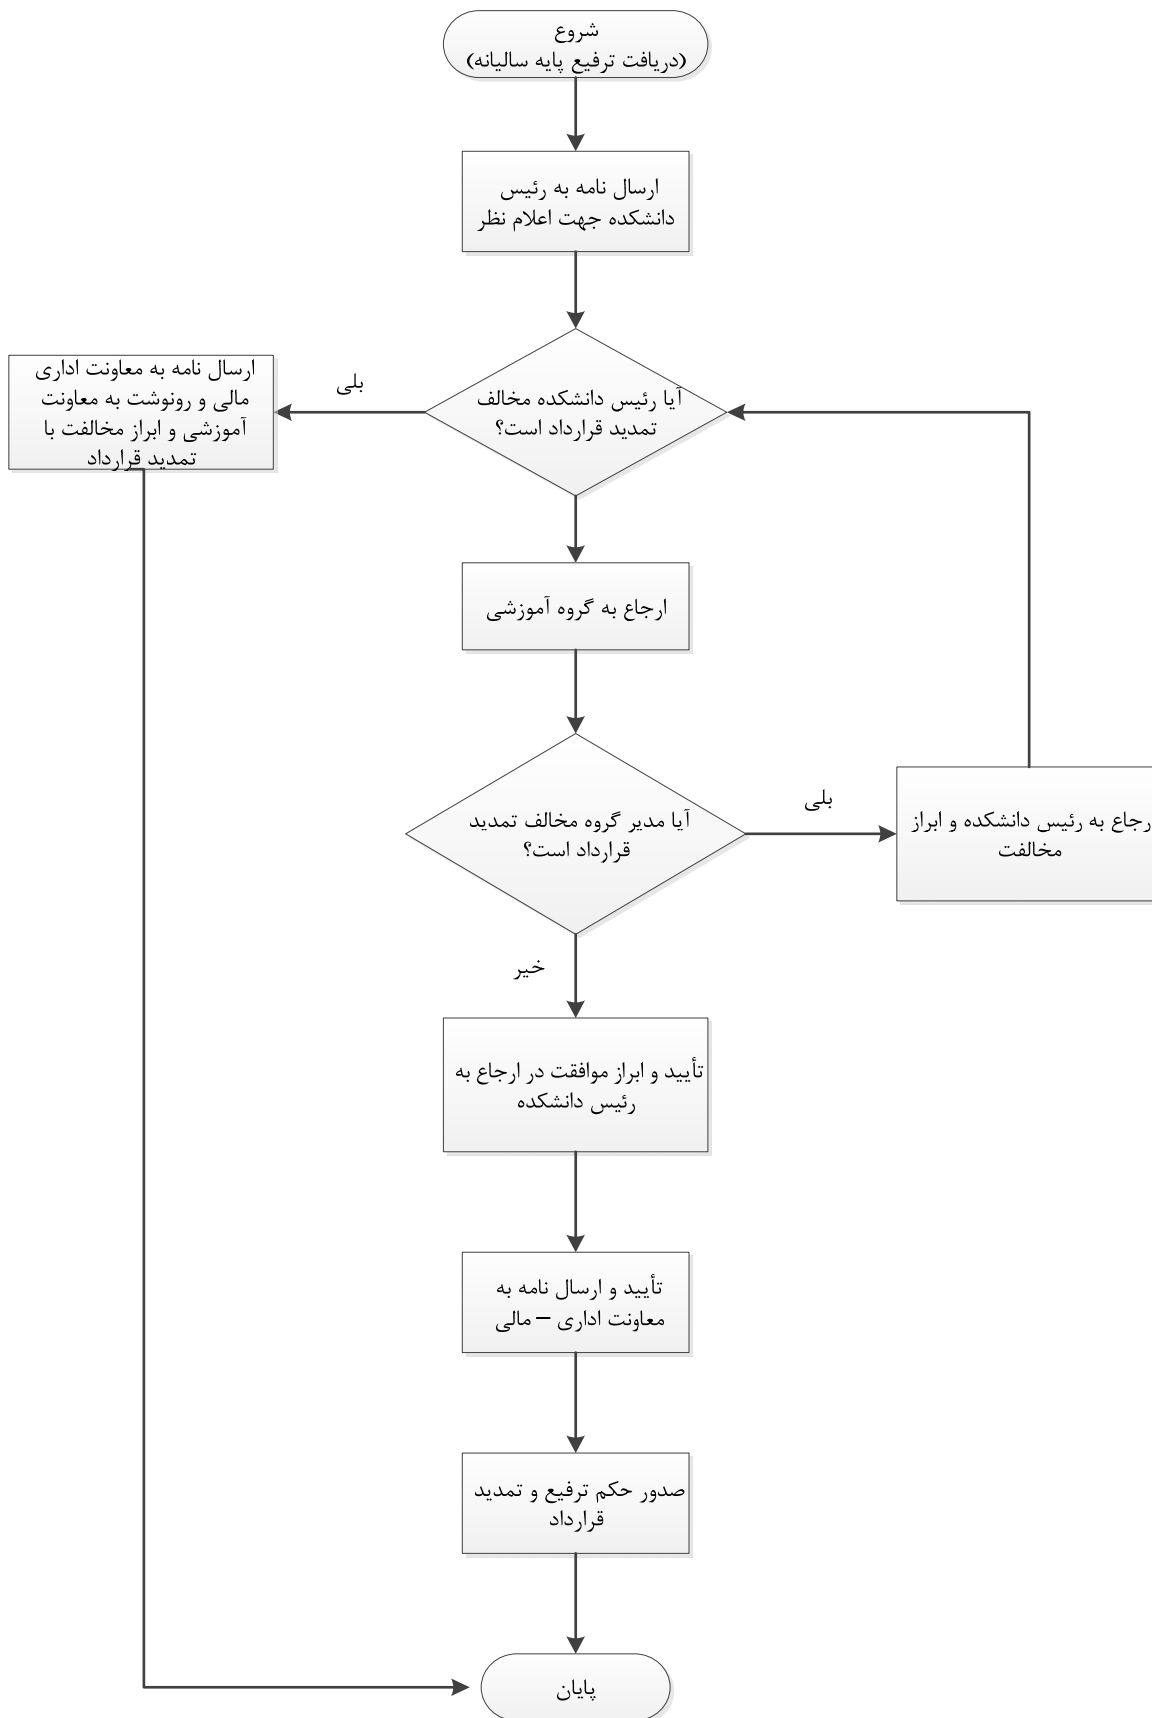 شروع
(دریافت ترفیع پایه سالیانه)
ارسال نامه به رئیس
دانشکده جهت اعلام نظر
آیا رئیس دانشکده مخالف
تمدید قرارداد است؟
بلی
ارسال نامه به معاونت اداری
مالی و رونوشت به معاونت
آموزشی و ابراز مخالفت با
تمدید قرارداد
ارجاع به گروه آموزشی
آیا مدیر گروه مخالف تمدید
قرارداد است؟
بلی
رجاع به رئیس دانشکده و ابراز
مخالفت
خیر
تأیید و ابراز موافقت در ارجاع به
رئیس دانشکده
تأیید و ارسال نامه به
معاونت اداری – مالی
صدور حکم ترفیع و تمدید
قرارداد
پایان